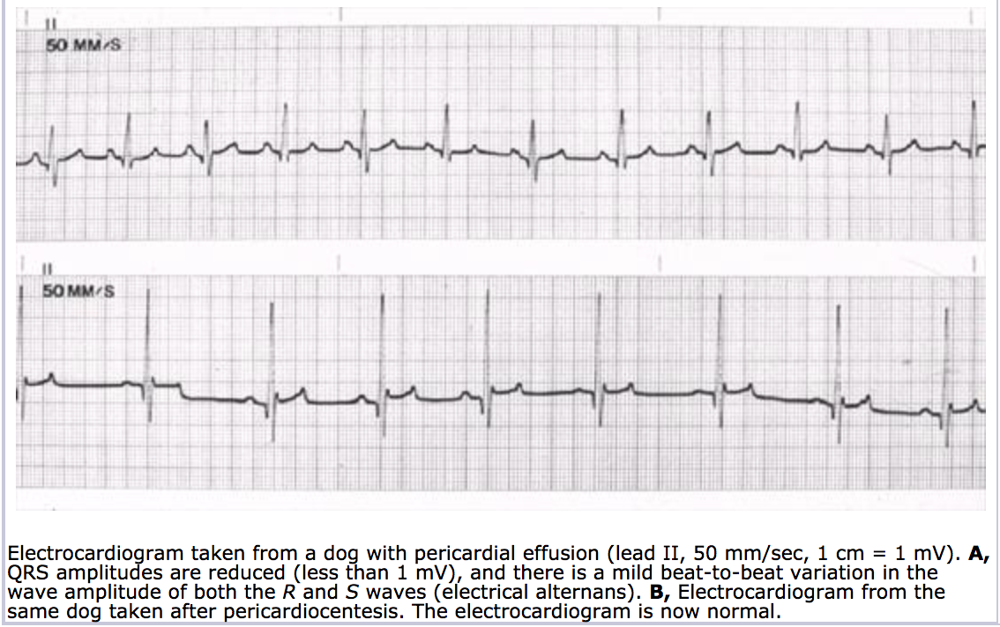 II
50 MM/S
II
50 MM/S
Electrocardiogram taken from a dog with pericardial effusion (lead II, 50 mm/sec, 1 cm = 1 mV). A,
QRS amplitudes are reduced (less than 1 mV), and there is a mild beat-to-beat variation in the
wave amplitude of both the R and S waves (electrical alternans). B, Electrocardiogram from the
same dog taken after pericardiocentesis. The electrocardiogram is now normal.